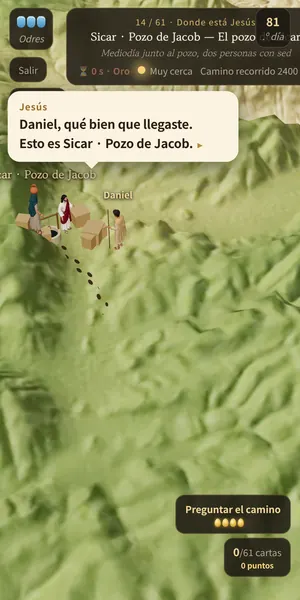 14 / 61 · Donde está Jesús
Odres
Sicar · Pozo de Jacob — El pozo
81
º día
Mediodía junto al pozo, dos personas con sed
Salir
0 s · Oro
Muy cerca
Camino recorrido 2400
Jesús
Daniel, qué bien que llegaste.
Esto es Sicar · Pozo de Jacob. ▸
car · Pozo de Jacob
Daniel
Preguntar el camino
0/61 cartas
0 puntos